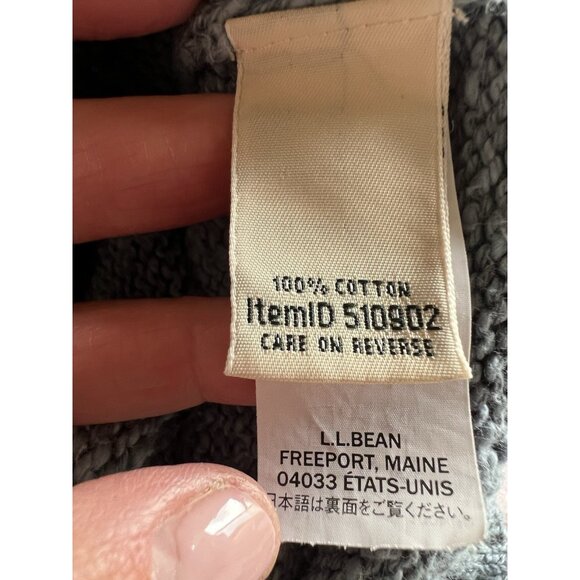 100% COTTON
ItemID 510902
CARE ON REVERSE
L.L.BEAN
FREEPORT, MAINE
04033 ÉTATS-UNIS
日本語は裏面をご覧ください。